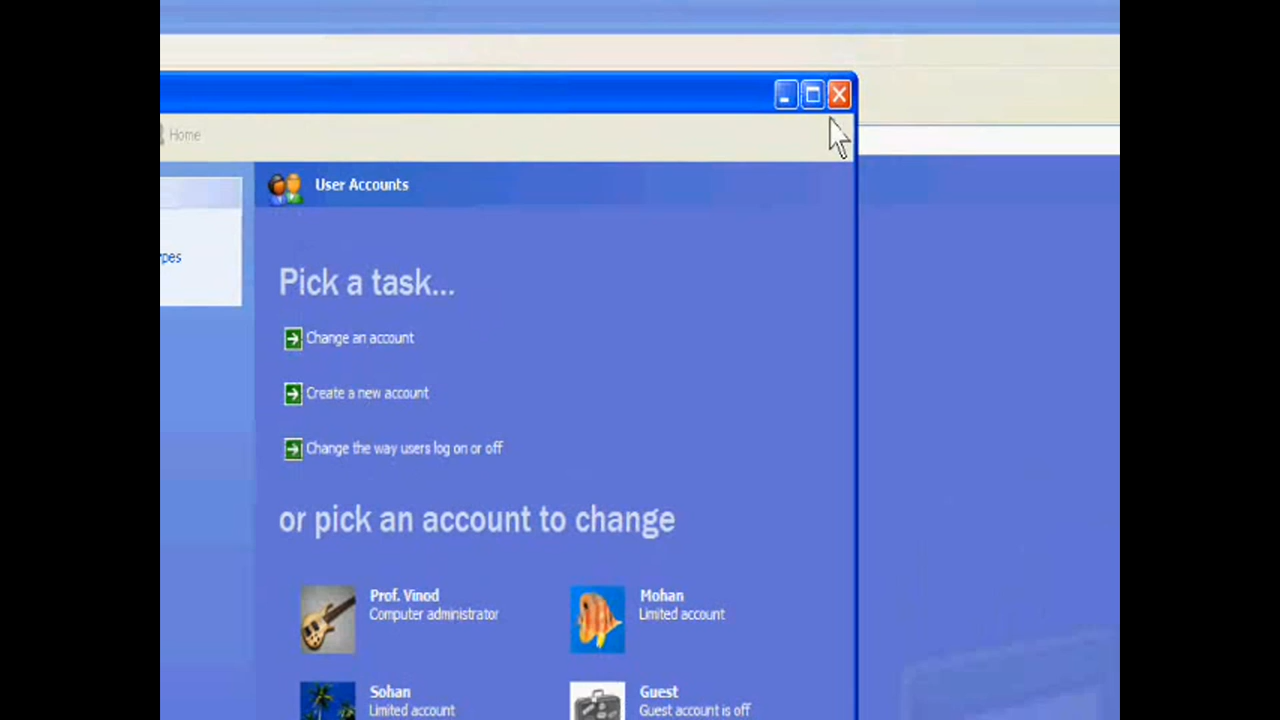 Home
User Accounts
pes
Pick a task...
Change an account
Create a new account
Change the way users log on or off
or pick an account to change
Prof. Vinod
Computer administrator
Mohan
Limited account
Sohan
Limited account
Guest
Guest account is off